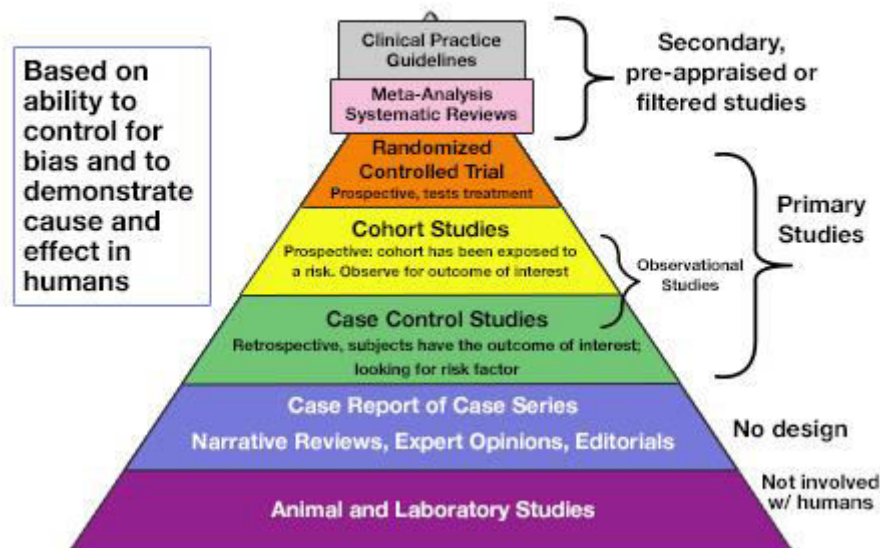 Based on
ability to
control for
bias and to
demonstrate
cause and
effect in
humans
Clinical Practice
Guidelines
Meta-Analysis
Systematic Reviews
Secondary,
pre-appraised or
filtered studies
Randomized
Controlled Trial
Prospective, tests treatment
Cohort Studies
Prospective: cohort has been exposed to
a risk. Observe for outcome of interest
Observational
Studies
Primary
Studies
Case Control Studies
Retrospective, subjects have the outcome of interest;
looking for risk factor
Case Report of Case Series
Narrative Reviews, Expert Opinions, Editorials
No design
Animal and Laboratory Studies
Not involved
w/ humans